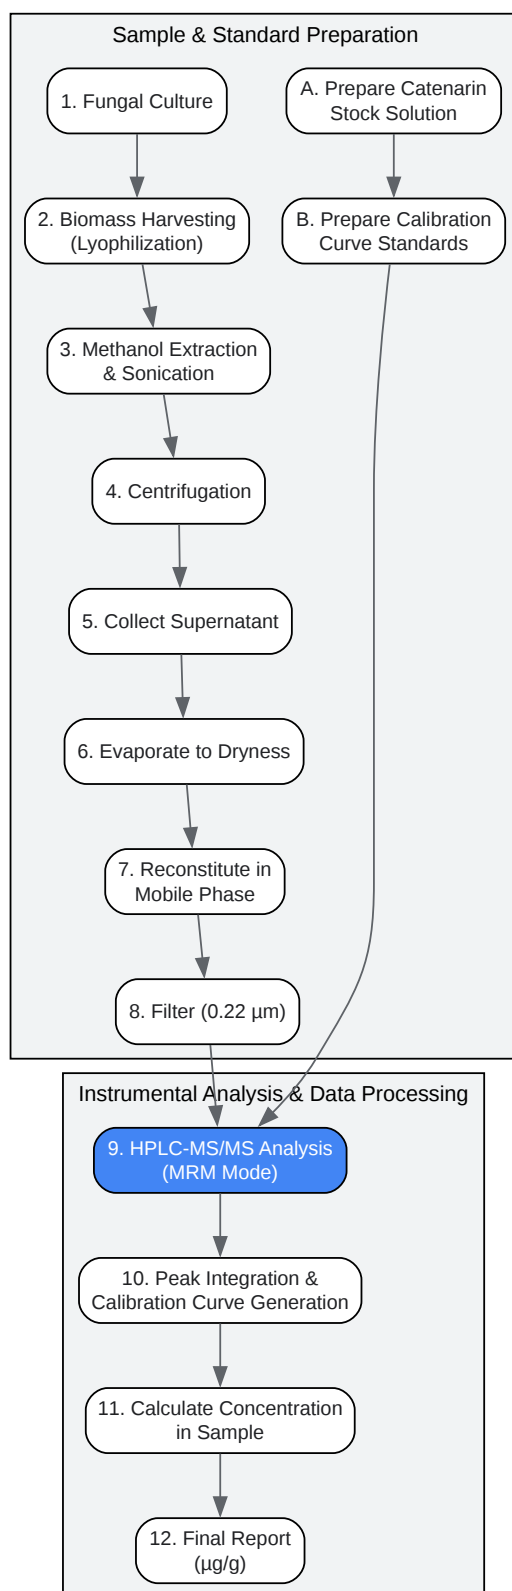 Sample & Standard Preparation
1. Fungal Culture
A. Prepare Catenarin
Stock Solution
2. Biomass Harvesting
(Lyophilization)
B. Prepare Calibration
Curve Standards
3. Methanol Extraction
& Sonication
4. Centrifugation
5. Collect Supernatant
6. Evaporate to Dryness
7. Reconstitute in
Mobile Phase
8. Filter (0.22 µm)
Instrumental Analysis & Data Processing
9. HPLC-MS/MS Analysis
(MRM Mode)
10. Peak Integration &
Calibration Curve Generation
11. Calculate Concentration
in Sample
12. Final Report
(µg/g)